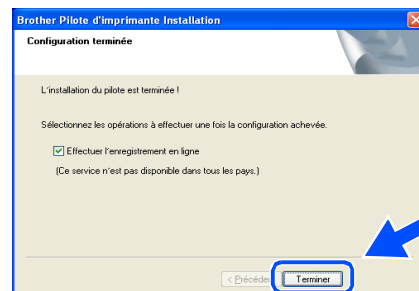 Brother Pilote d'imprimante Installation
Configuration terminée
L'installation du pilote est terminée !
Sélectionnez les opérations à effectuer une fois la configuration achevée.
Effectuer l'enregistrement en ligne
(Ce service n'est pas disponible dans tous les pays.)
< Précéden Terminer